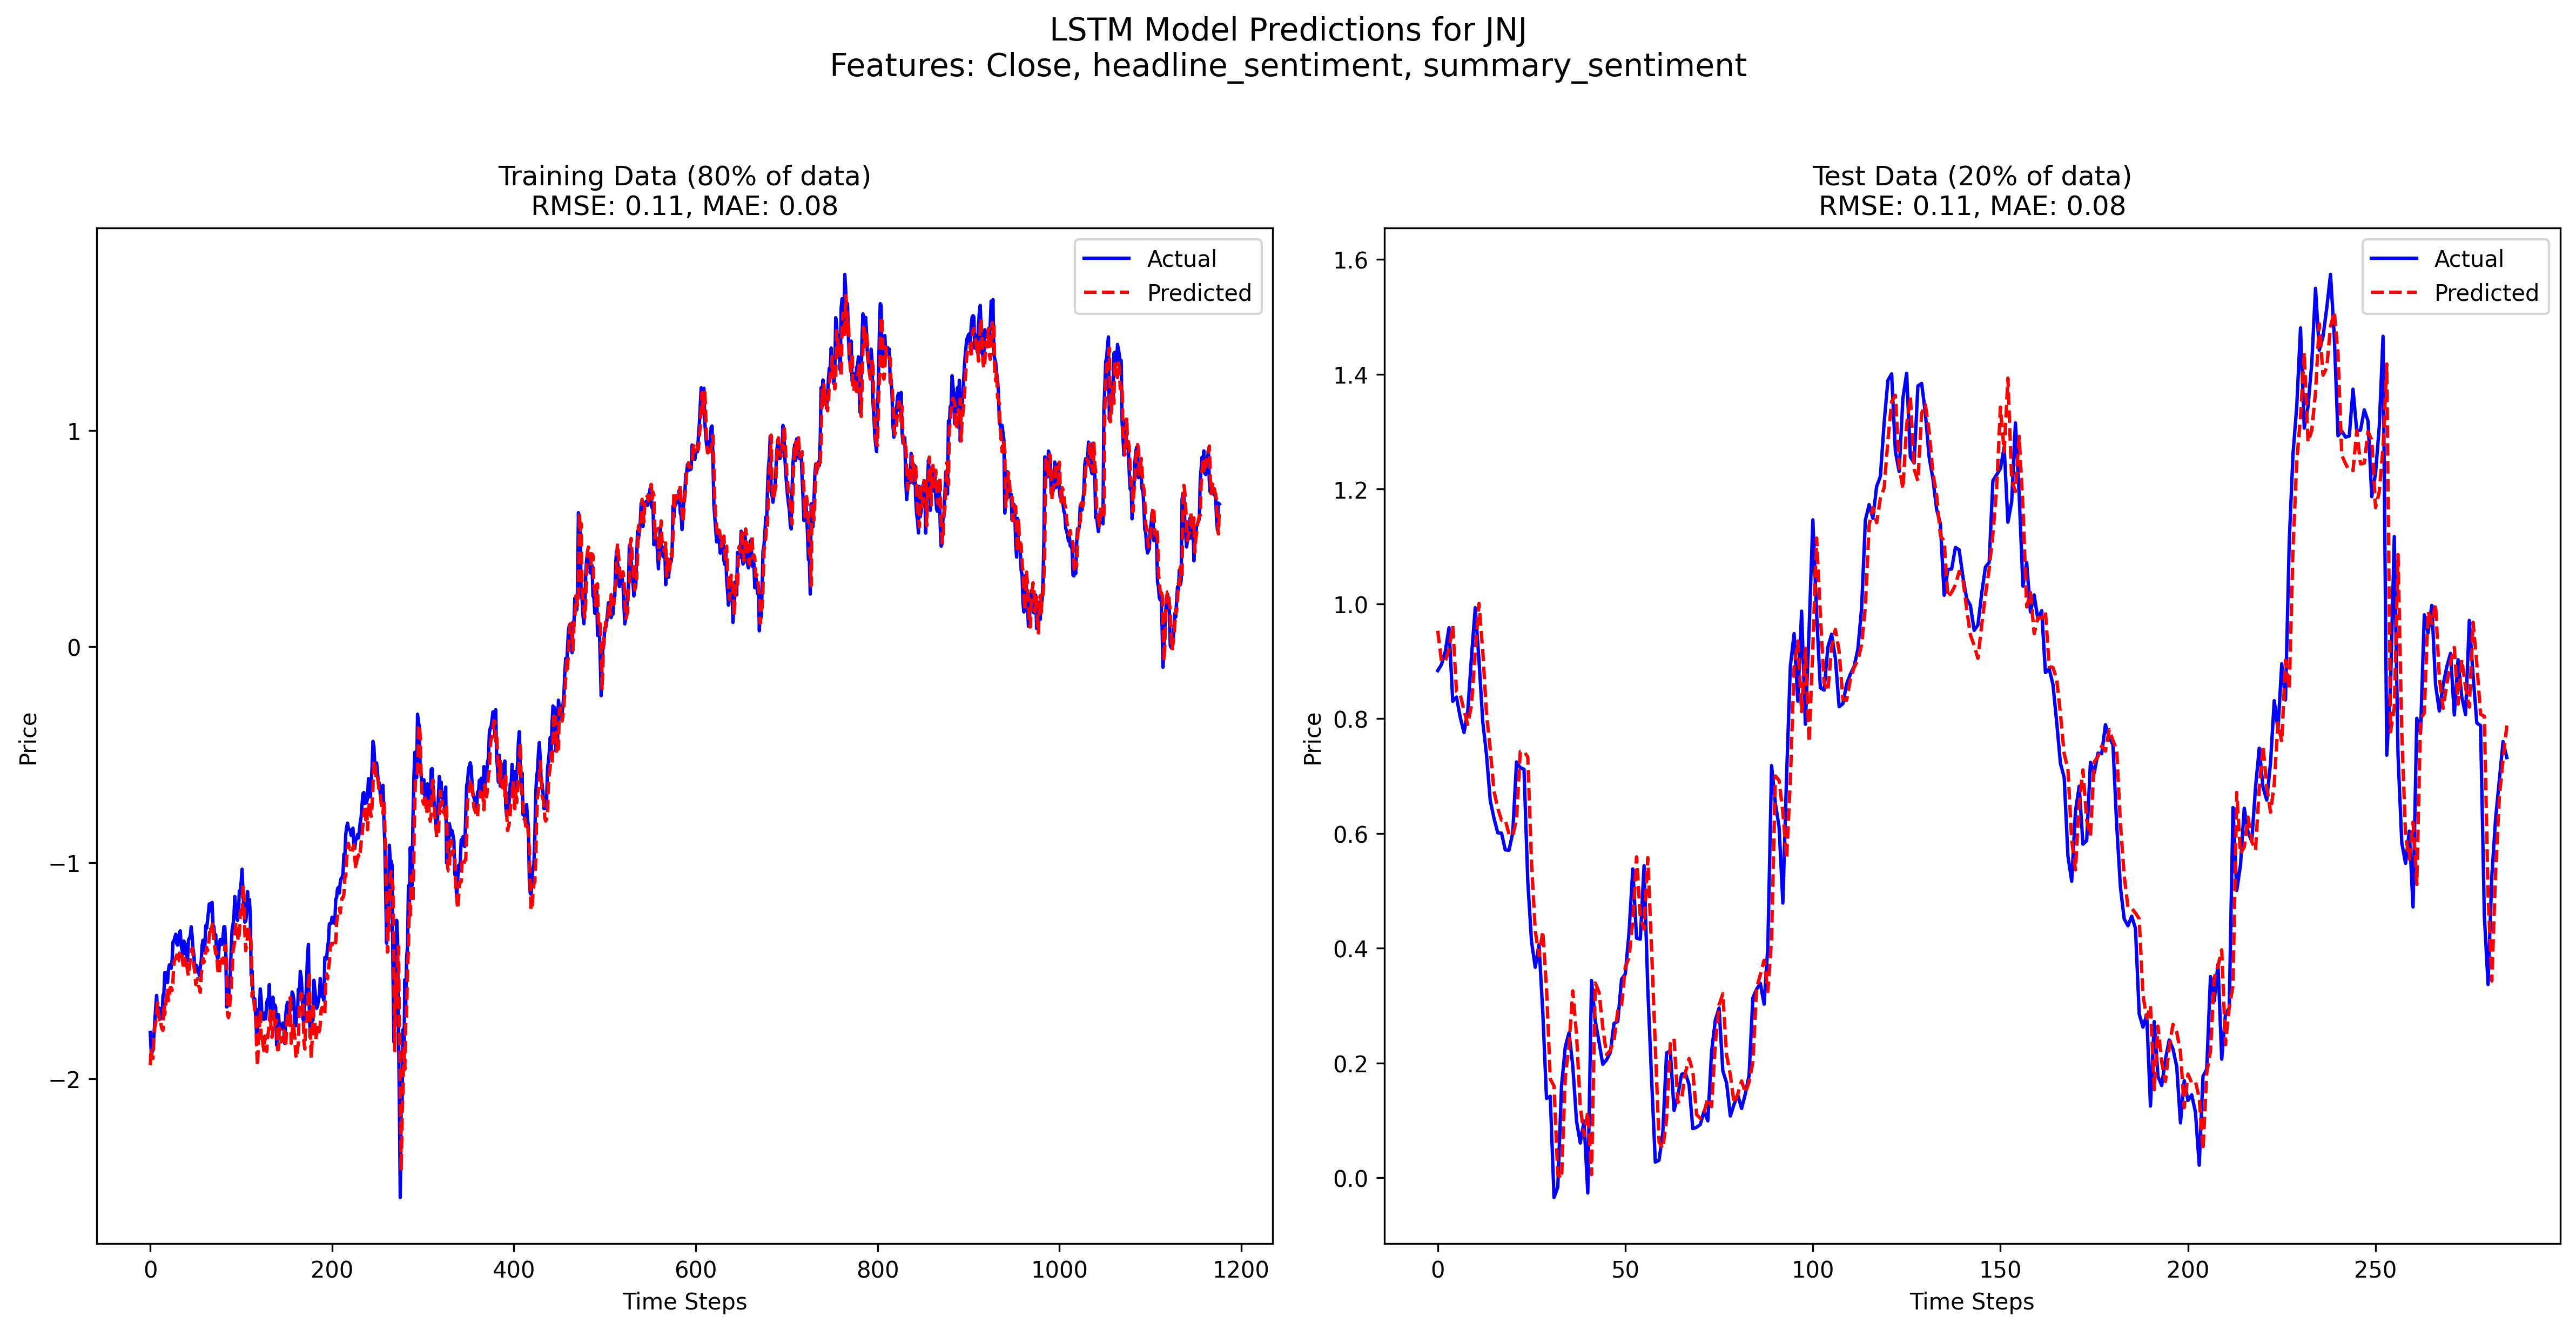 LSTM Model Predictions for JNJ
Features: Close, headline_sentiment, summary_sentiment
Training Data (80% of data)
RMSE: 0.11, MAE: 0.08
Actual
Predicted
1
0
−1
−2
Price
0
200
400
600
800
1000
1200
Time Steps
Test Data (20% of data)
RMSE: 0.11, MAE: 0.08
Actual
Predicted
1.6
1.4
1.2
1.0
0.8
0.6
0.4
0.2
0.0
Price
0
50
100
150
200
250
Time Steps